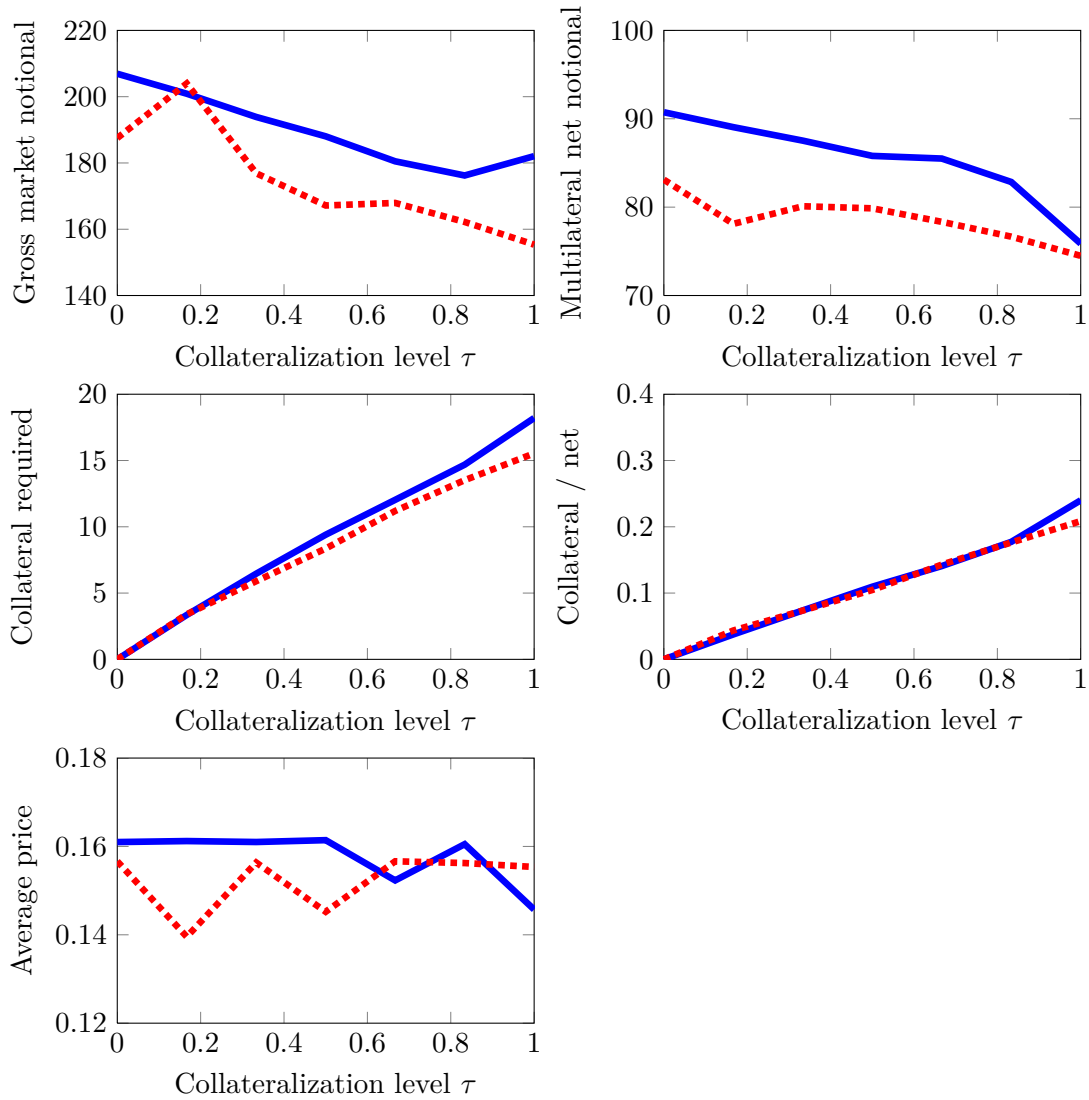 Gross market notional
220
200
180
160
140
0 0.2 0.4 0.6 0.8 1
Collateralization level τ
Multilateral net notional
100
90
80
70
0 0.2 0.4 0.6 0.8 1
Collateralization level τ
Collateral required
20
15
10
5
0
0 0.2 0.4 0.6 0.8 1
Collateralization level τ
Collateral / net
0.4
0.3
0.2
0.1
0
0 0.2 0.4 0.6 0.8 1
Collateralization level τ
Average price
0.18
0.16
0.14
0.12
0 0.2 0.4 0.6 0.8 1
Collateralization level τ